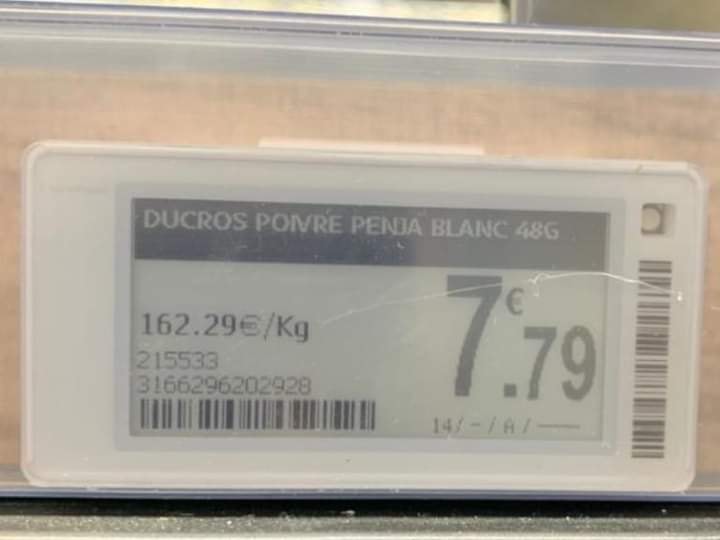 DUCROS POIVRE PENJA BLANC 48G
7€.79
162.29€/Kg
215533
3166296202928
14/-/A/